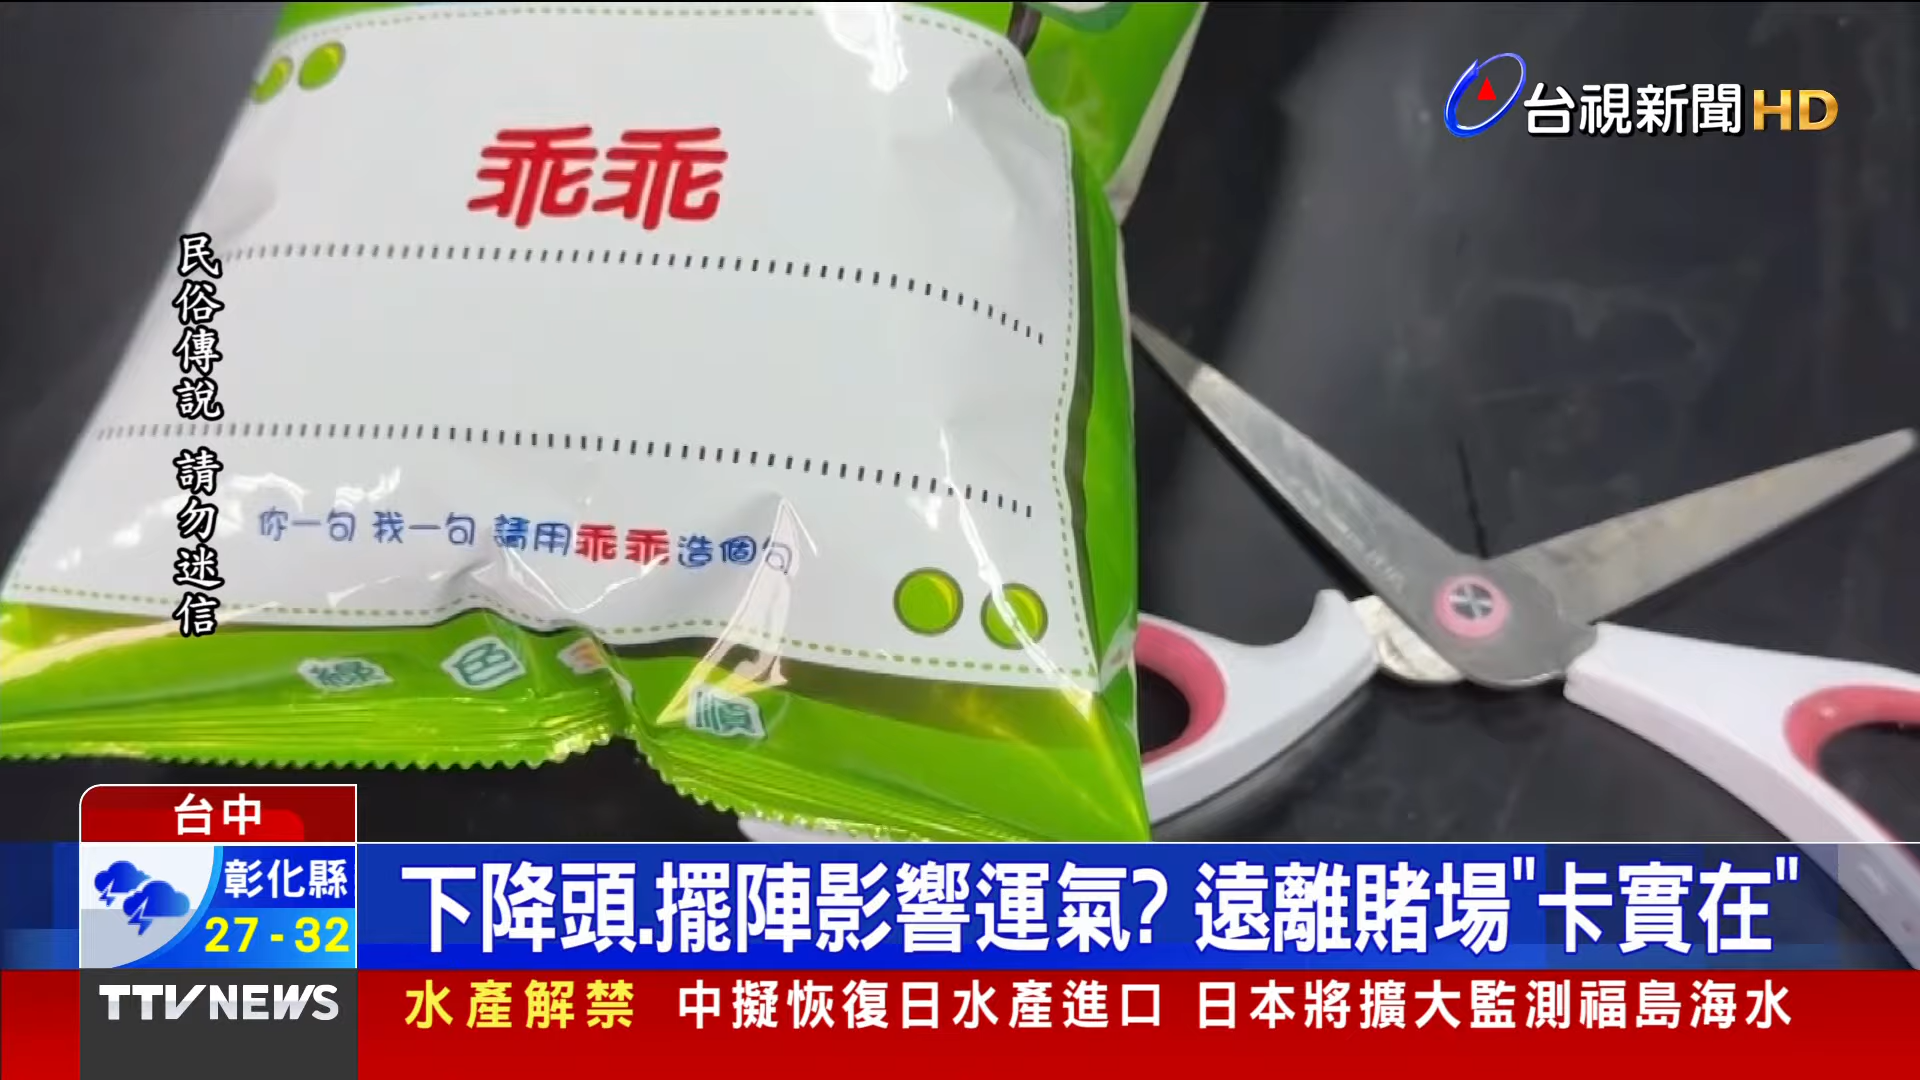 台視新聞HD
乖乖
民俗傳說 請勿迷信
你一句 我一句 請用乖乖造個句
綠色
台中
彰化縣
27-32
下降頭.擺陣影響運氣? 遠離賭場"卡實在"
TTV NEWS
水產解禁 中擬恢復日水產進口 日本將擴大監測福島海水